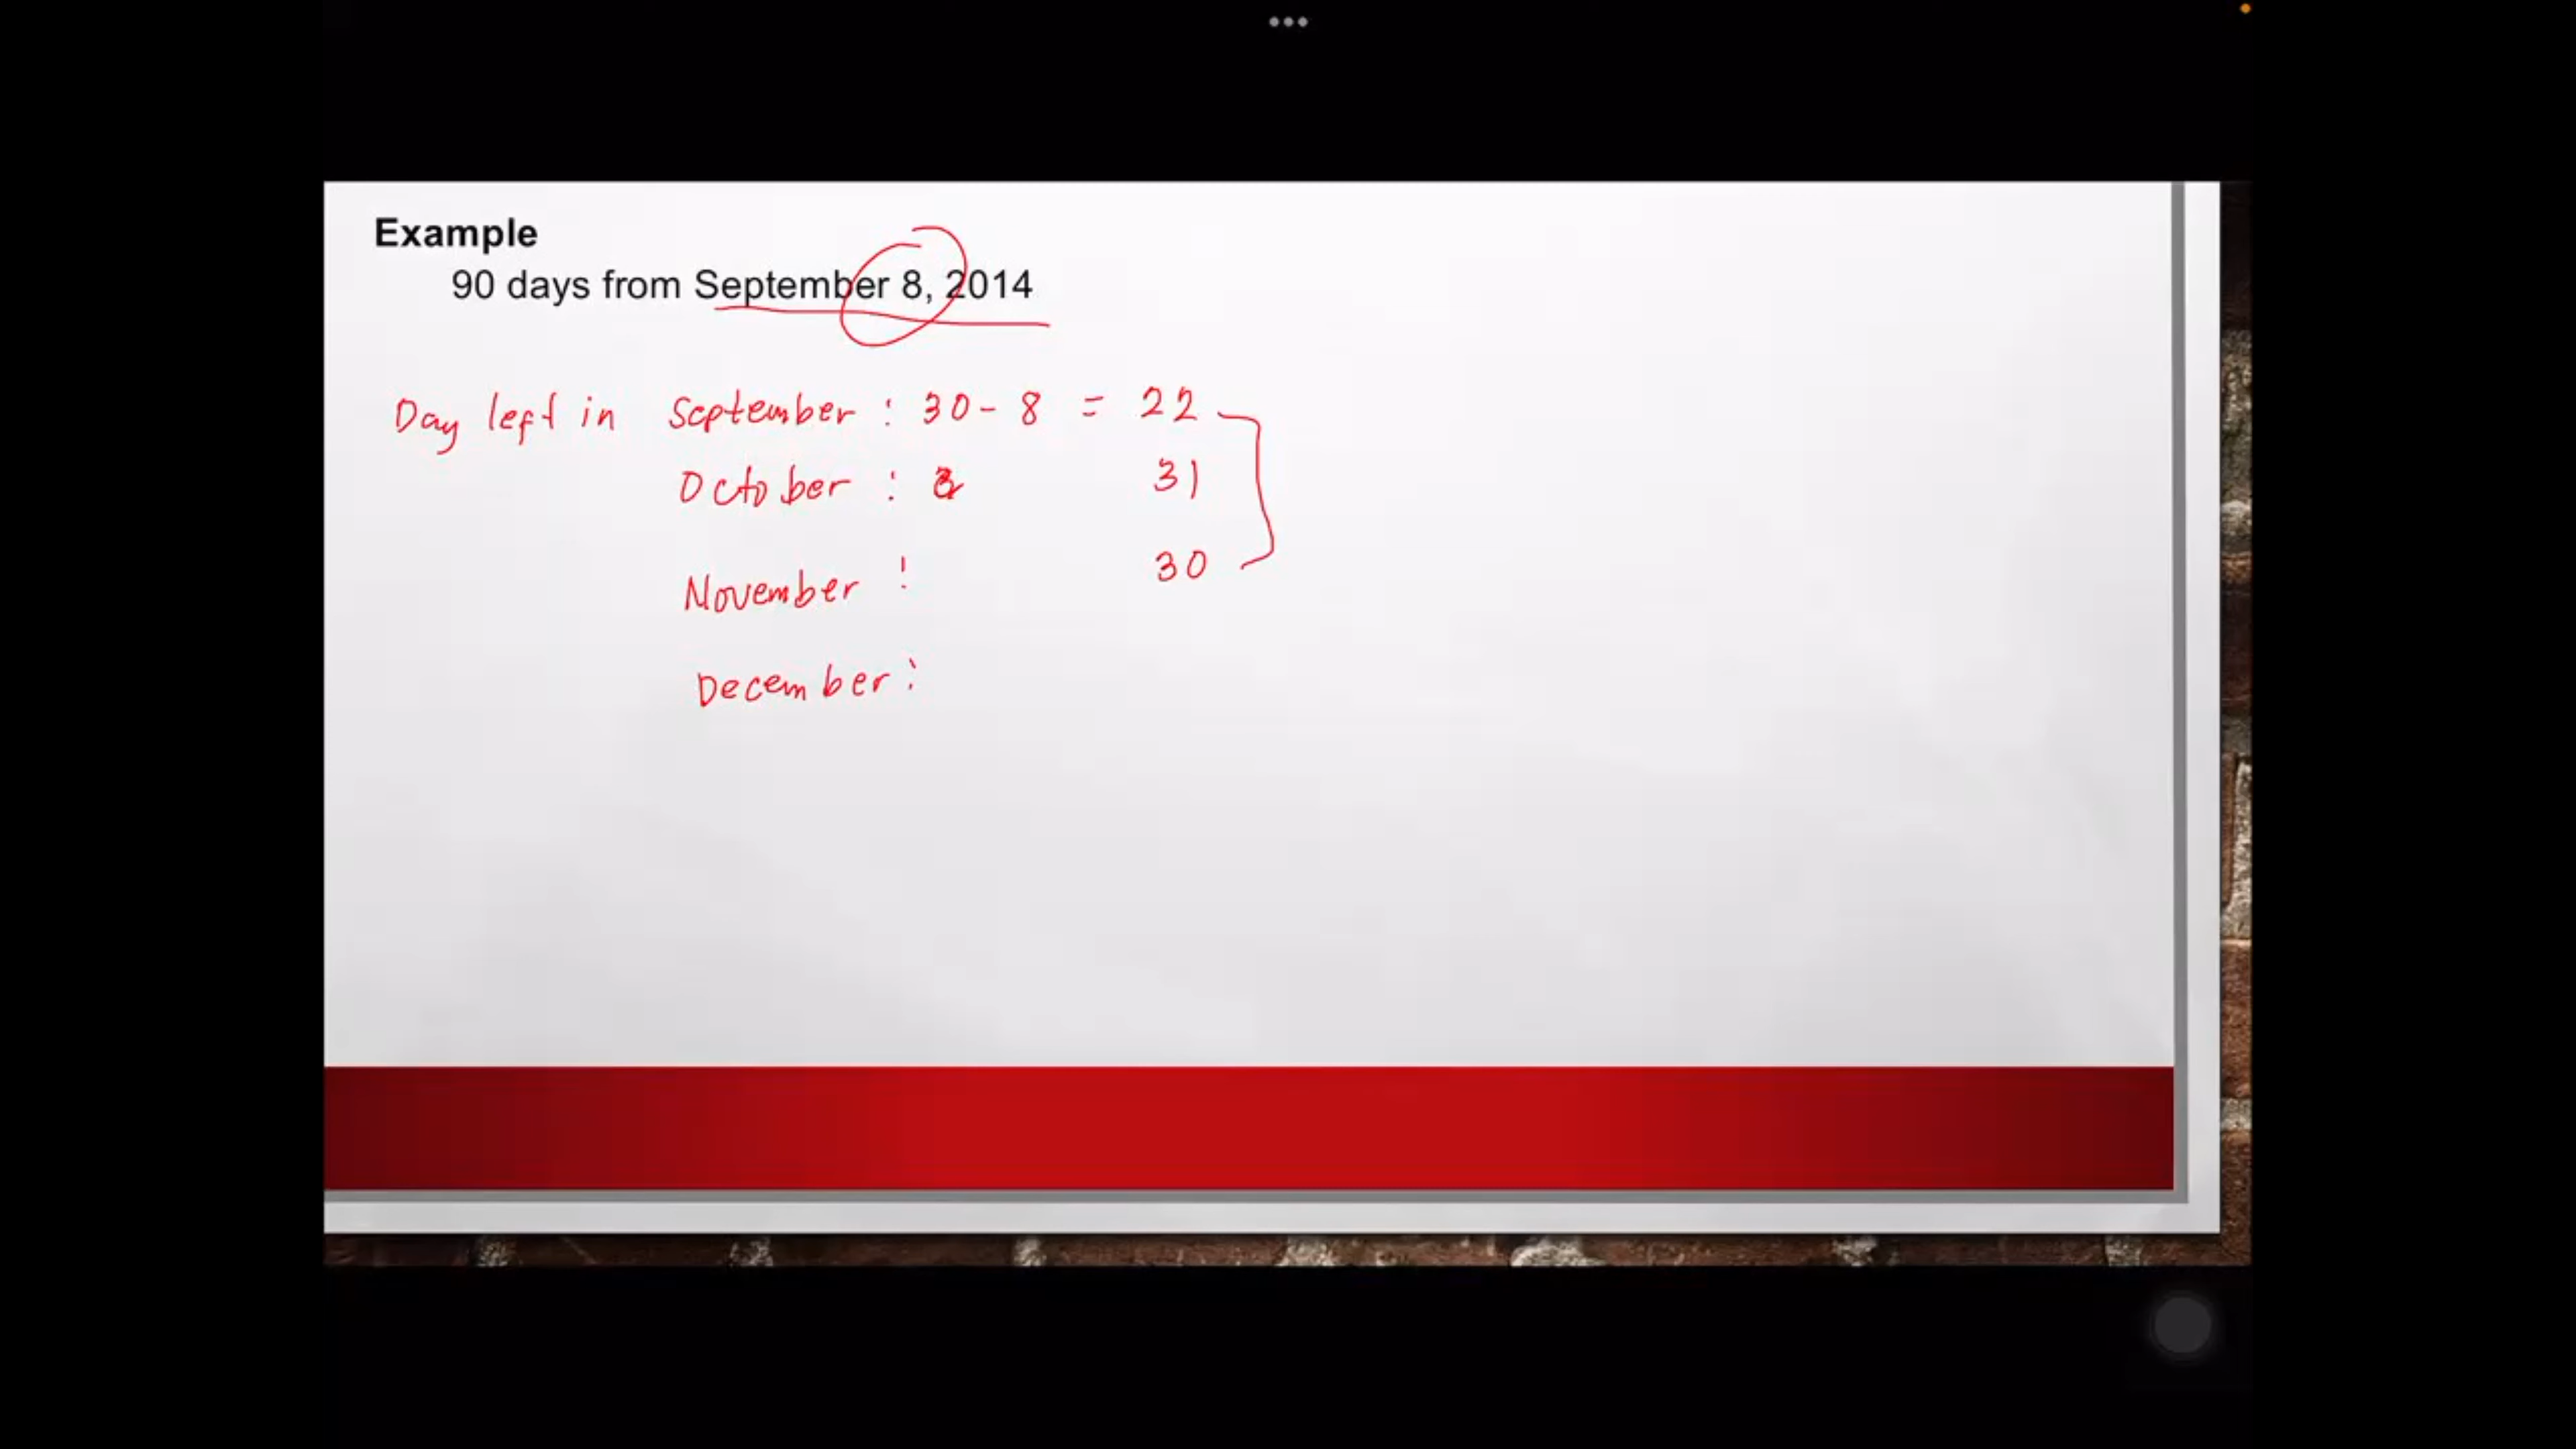 Example
90 days from September 8, 2014
Day left in September : 30 - 8 = 22
October : 31
November : 30
December :